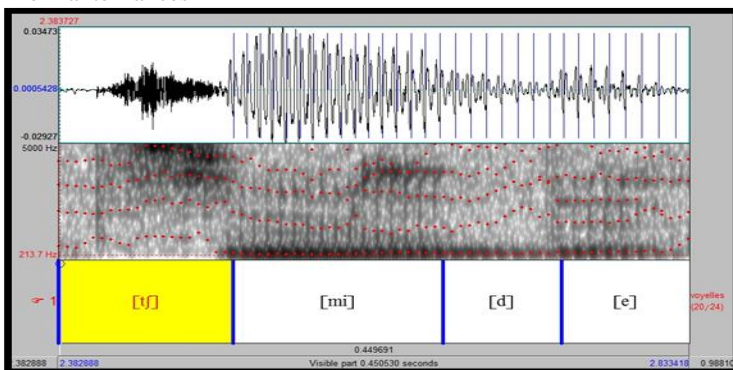 2.383727
0.03473
0.0005428
-0.02927
5000 Hz
213.7 Hz
☞ 1
[tʃ]
[mi]
[d]
[e]
voyelles
(20/24)
0.449691
.382888
2.382888
Visible part 0.450530 seconds
2.833418
0.98810